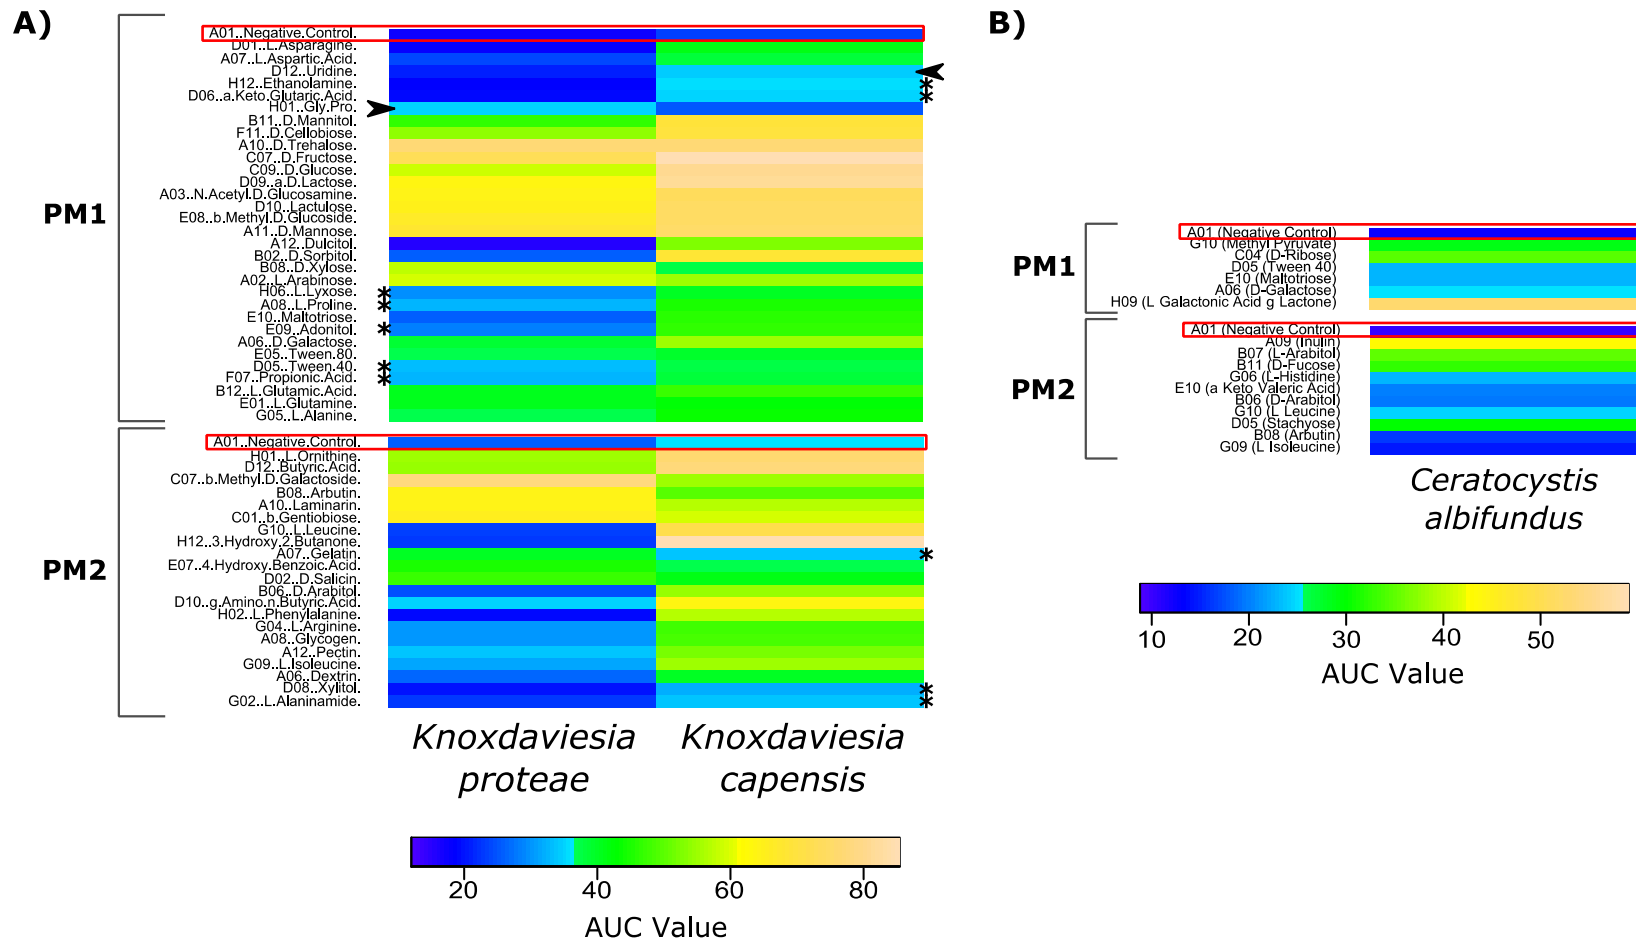 A)
PM1
A01..Negative.Control.
D01..L.Asparagine.
A07..L.Aspartic.Acid.
D12..Uridine.
H12..Ethanolamine.
D06..a.Keto.Glutaric.Acid.
H01..Gly.Pro.
B11..D.Mannitol.
F11..D.Cellobiose.
A10..D.Trehalose.
C07..D.Fructose.
C09..D.Glucose.
D09..a.D.Lactose.
A03..N.Acetyl.D.Glucosamine.
D10..Lactulose.
E08..b.Methyl.D.Glucoside.
A11..D.Mannose.
A12..Dulcitol.
B02..D.Sorbitol.
B08..D.Xylose.
A02..L.Arabinose.
H06..L.Lyxose.
A08..L.Proline.
E10..Maltotriose.
E09..Adonitol.
A06..D.Galactose.
E05..Tween.80.
D05..Tween.40.
F07..Propionic.Acid.
B12..L.Glutamic.Acid.
E01..L.Glutamine.
G05..L.Alanine.
PM2
A01..Negative.Control.
H01..L.Ornithine.
D12..Butyric.Acid.
C07..b.Methyl.D.Galactoside.
B08..Arbutin.
A10..Laminarin.
C01..b.Gentiobiose.
G10..L.Leucine.
H12..3.Hydroxy.2.Butanone.
A07..Gelatin.
E07..4.Hydroxy.Benzoic.Acid.
D02..D.Salicin.
B06..D.Arabitol.
D10..g.Amino.n.Butyric.Acid.
H02..L.Phenylalanine.
G04..L.Arginine.
A08..Glycogen.
A12..Pectin.
G09..L.Isoleucine.
A06..Dextrin.
D08..Xylitol.
G02..L.Alaninamide.
Knoxdaviesia
proteae
Knoxdaviesia
capensis
20 40 60 80
AUC Value
B)
PM1
A01 (Negative Control)
G10 (Methyl Pyruvate)
C04 (D-Ribose)
D05 (Tween 40)
E10 (Maltotriose)
A06 (D-Galactose)
H09 (L Galactonic Acid g Lactone)
PM2
A01 (Negative Control)
A09 (Inulin)
B07 (L-Arabitol)
B11 (D-Fucose)
G06 (L-Histidine)
E10 (a Keto Valeric Acid)
B06 (D-Arabitol)
G10 (L Leucine)
D05 (Stachyose)
B08 (Arbutin)
G09 (L Isoleucine)
Ceratocystis
albifundus
10 20 30 40 50
AUC Value